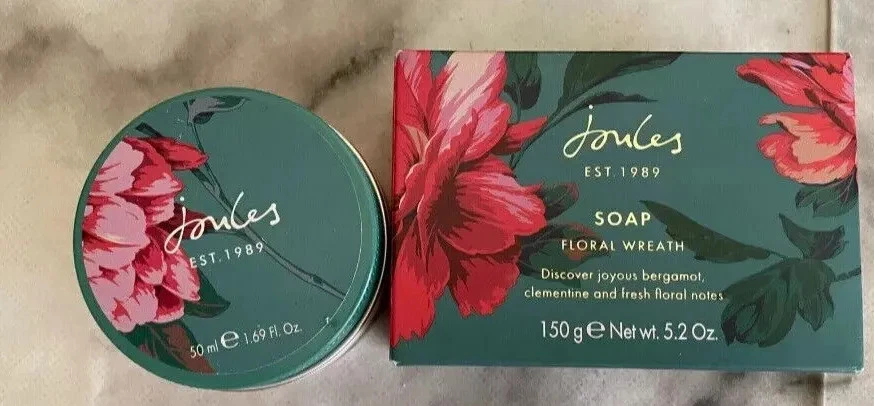 joules
EST.1989
50 ml e 1.69 Fl. Oz.
joules
EST.1989
SOAP
FLORAL WREATH
Discover joyous bergamot,
clementine and fresh floral notes
150 g e Net wt. 5.2 Oz.